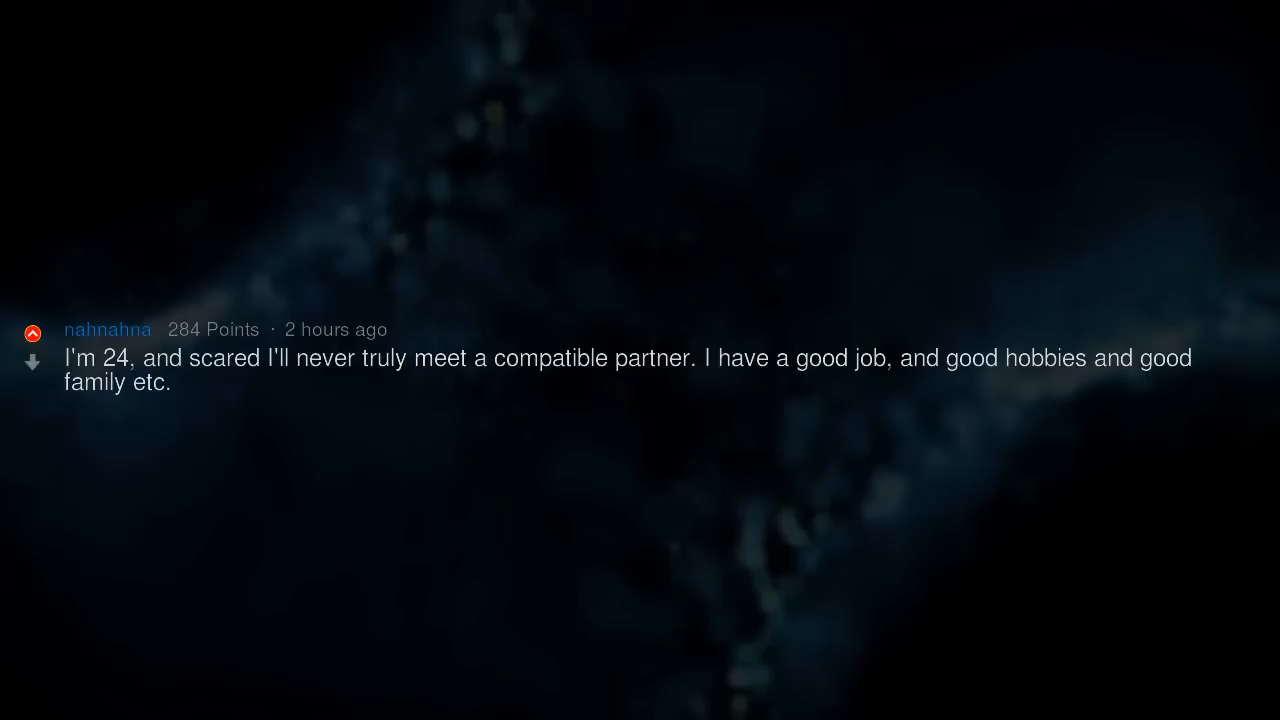 nahnahna 284 Points · 2 hours ago
I'm 24, and scared I'll never truly meet a compatible partner. I have a good job, and good hobbies and good
family etc.